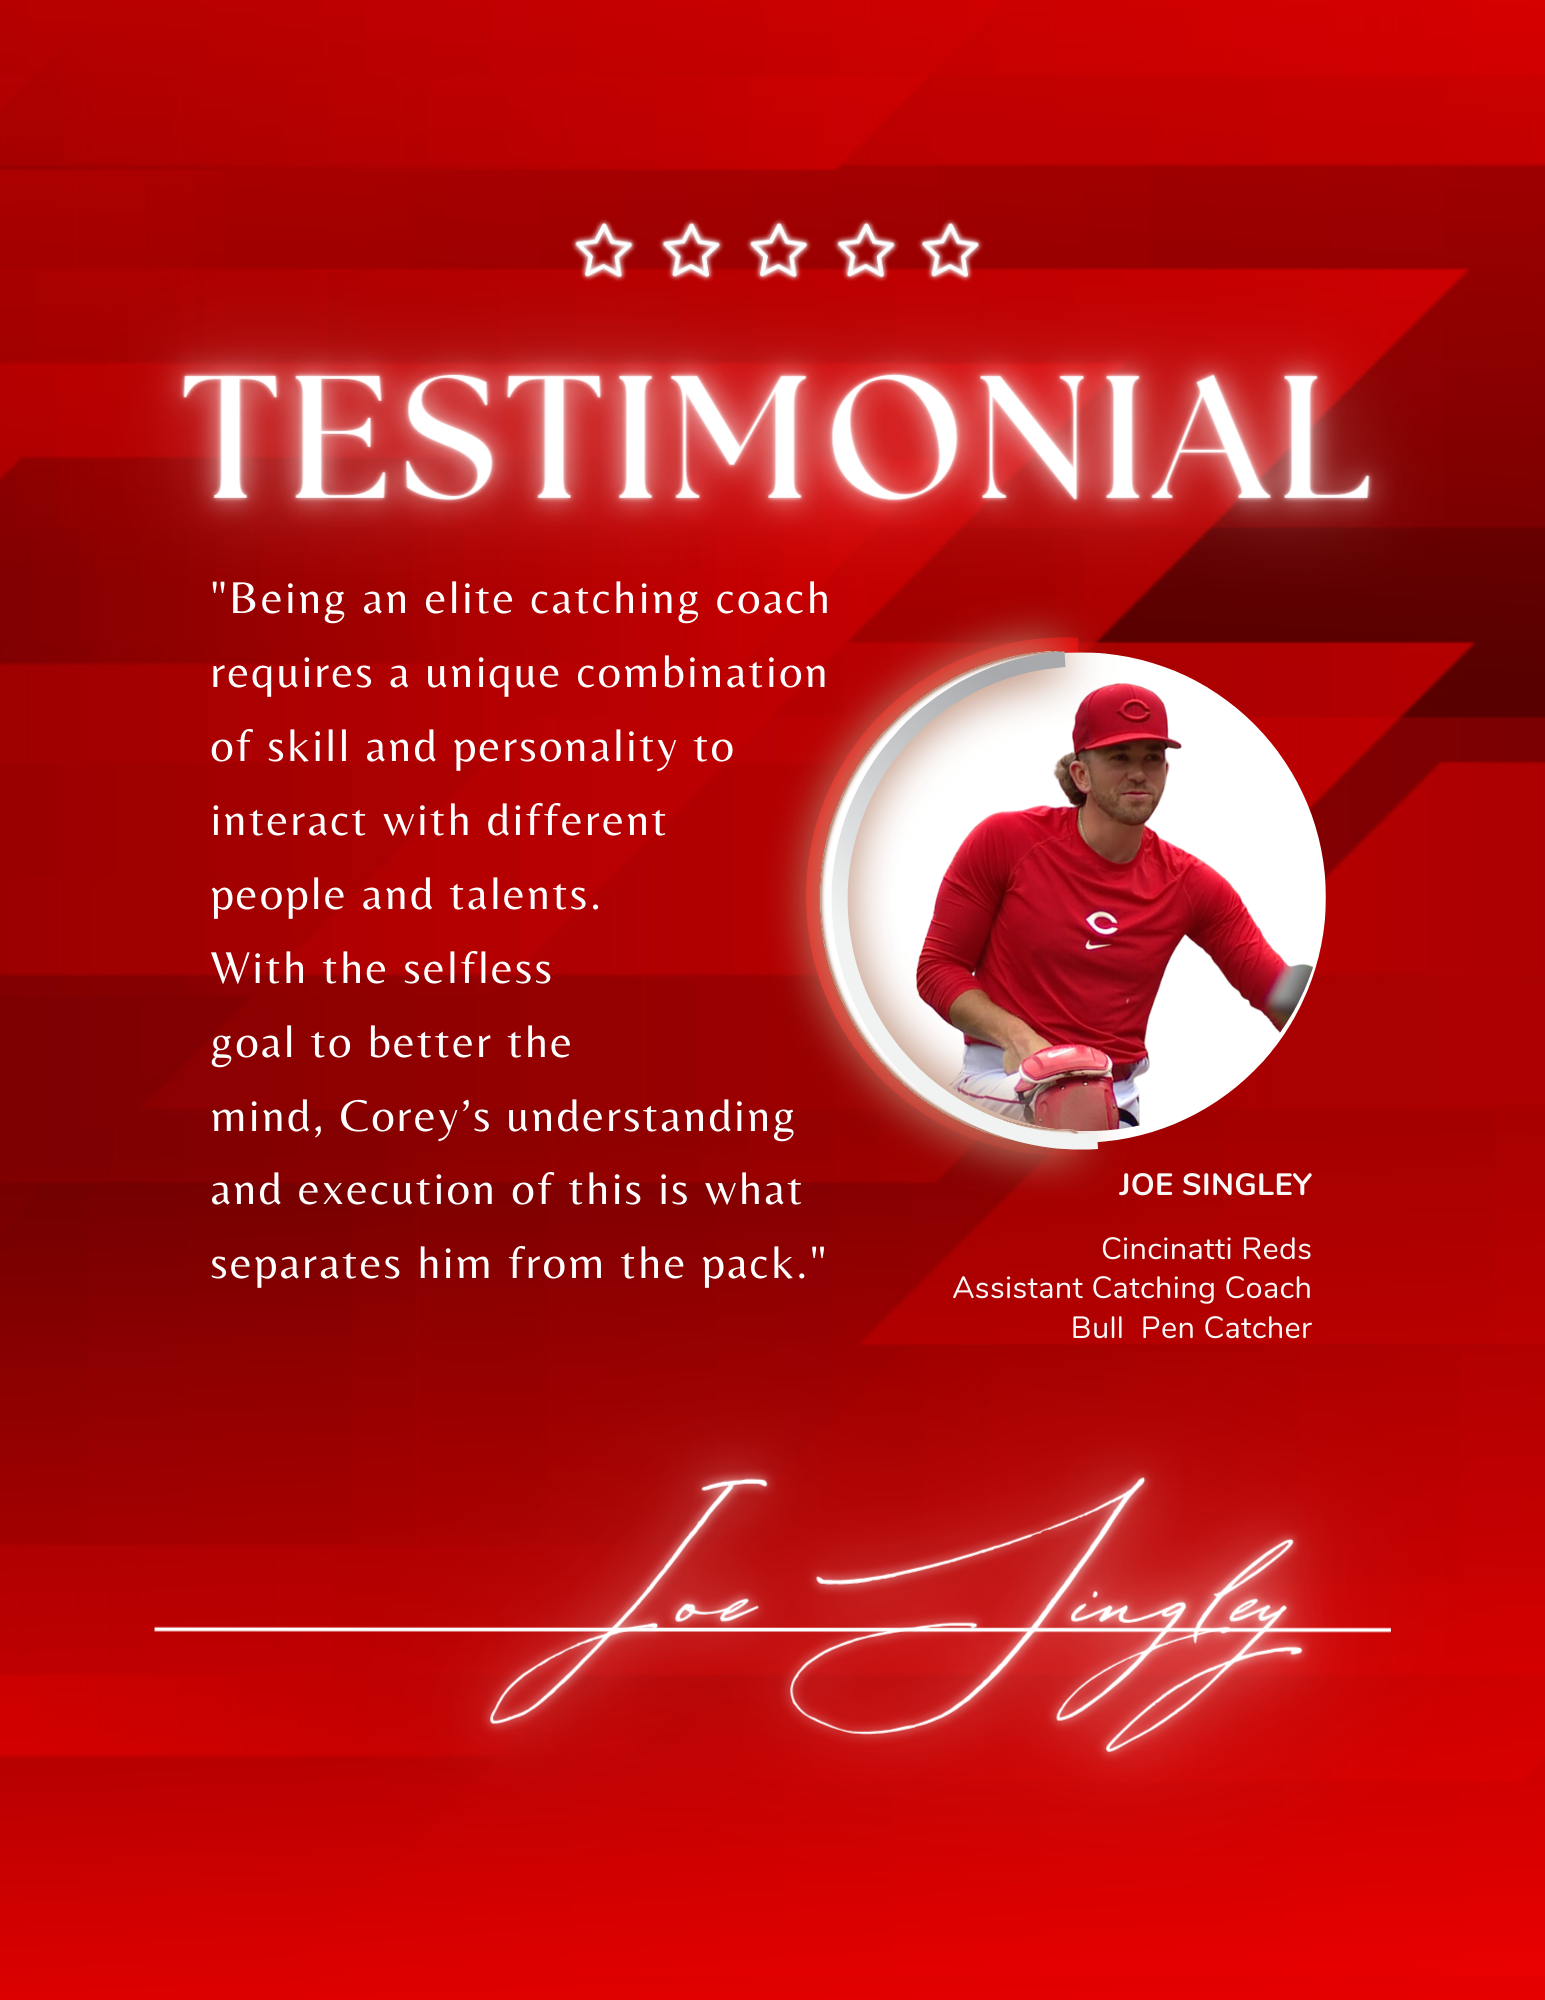 TESTIMONIAL
"Being an elite catching coach
requires a unique combination
of skill and personality to
interact with different
people and talents.
With the selfless
goal to better the
mind, Corey’s understanding
and execution of this is what
separates him from the pack."
JOE SINGLEY
Cincinatti Reds
Assistant Catching Coach
Bull  Pen Catcher
Joe Singley